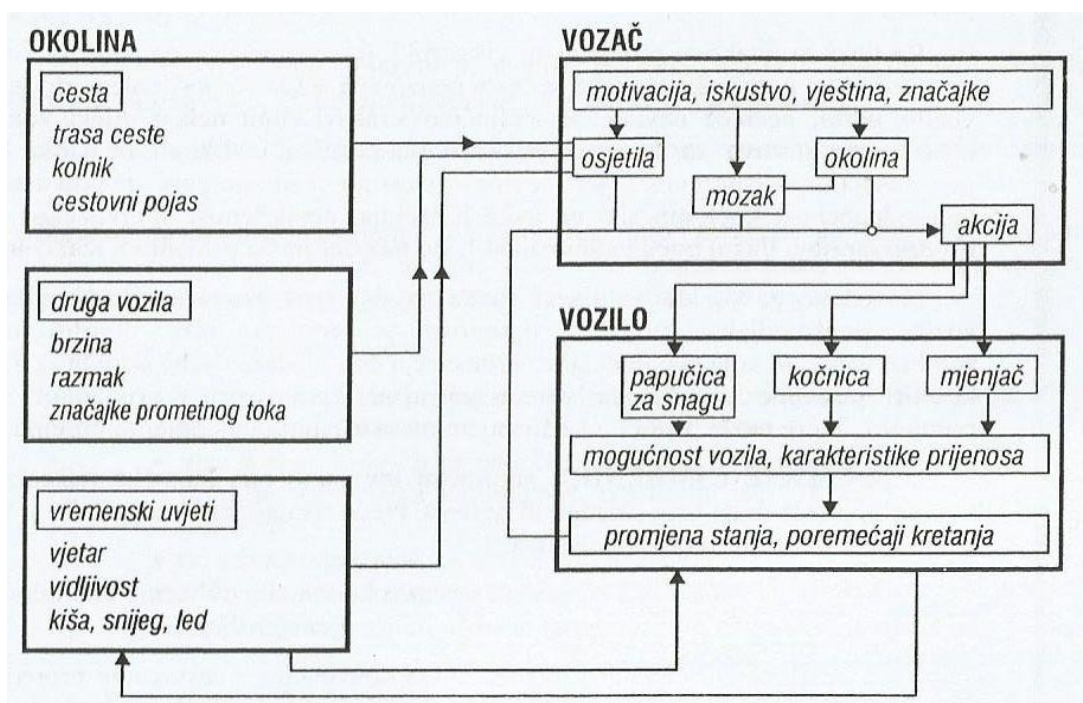 OKOLINA
cesta
trasa ceste
kolnik
cestovni pojas
druga vozila
brzina
razmak
značajke prometnog toka
vremenski uvjeti
vjetar
vidljivost
kiša, snijeg, led
VOZAČ
motivacija, iskustvo, vještina, značajke
osjetila
mozak
okolina
akcija
VOZILO
papučica
za snagu
kočnica
mjenjač
mogućnost vozila, karakteristike prijenosa
promjena stanja, poremećaji kretanja